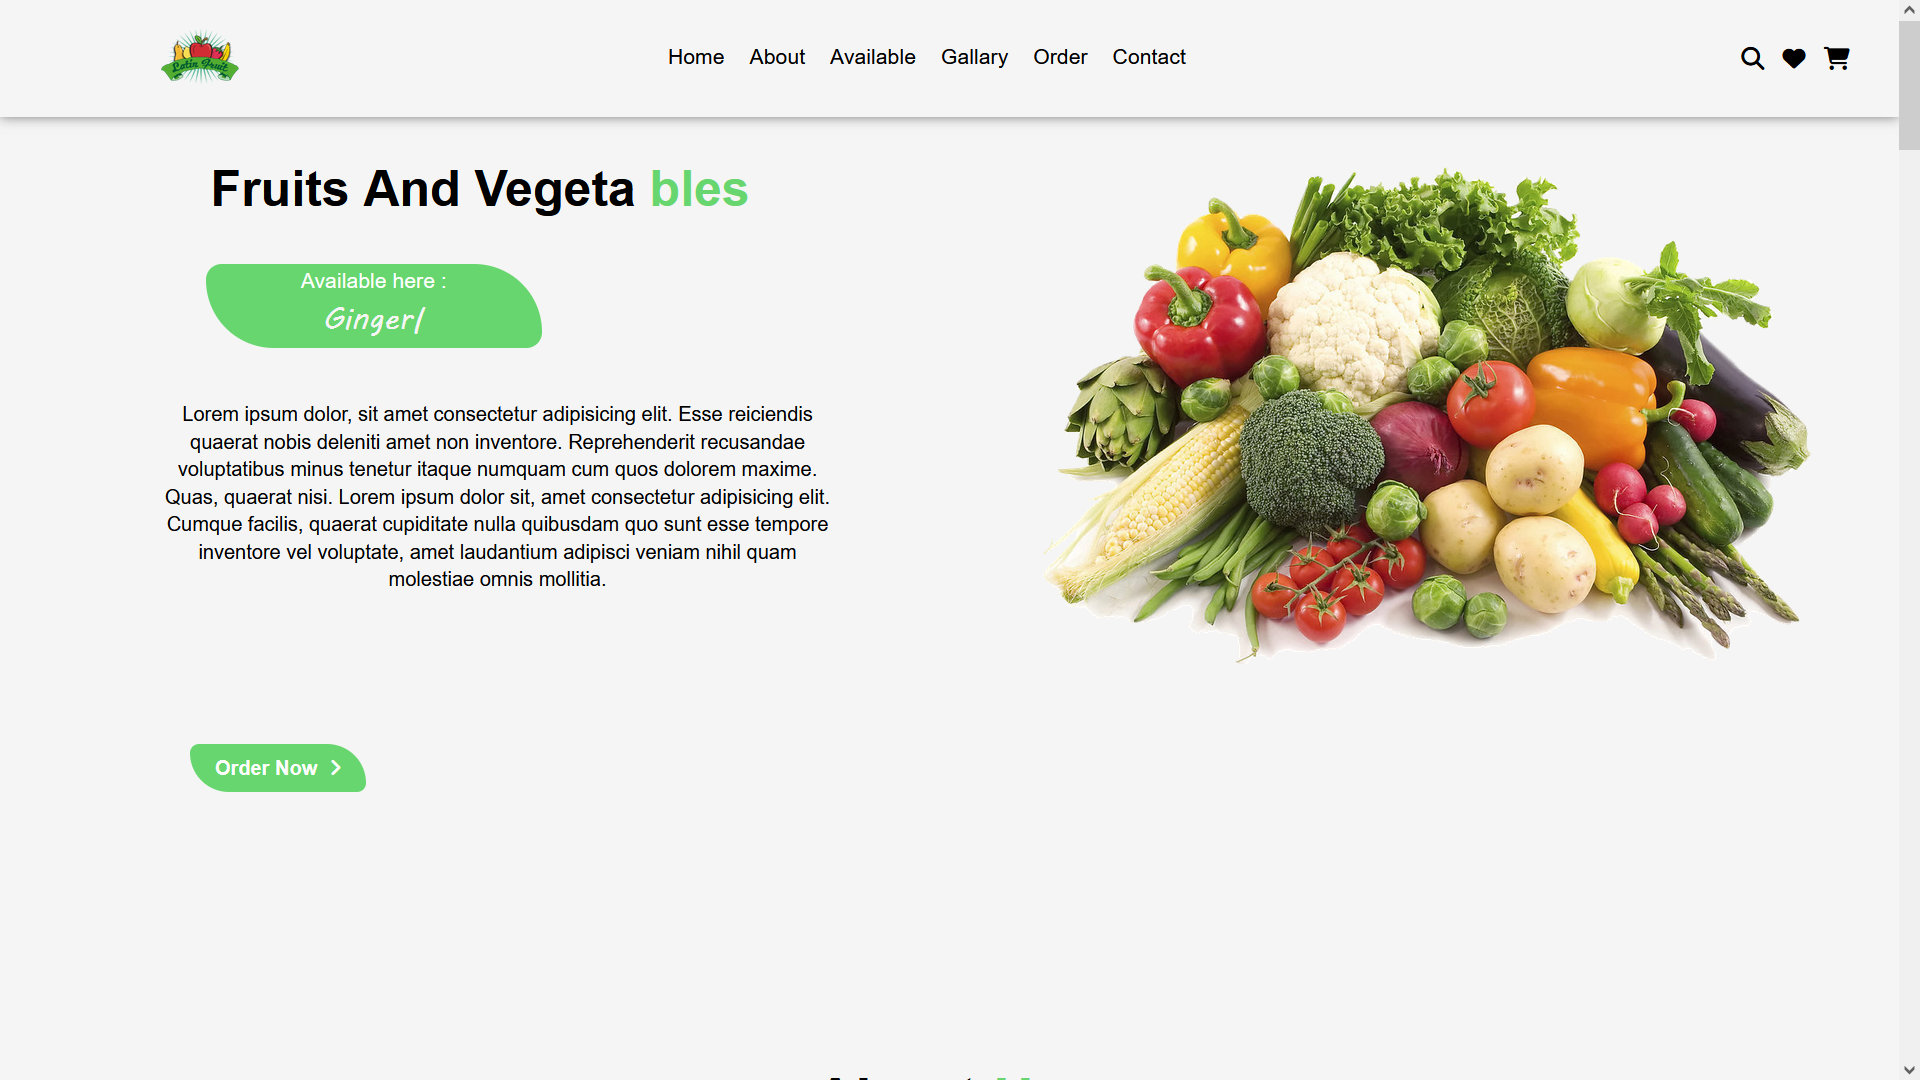 Latin Fruit
Home About Available Gallary Order Contact
Fruits And Vegeta bles
Available here :
Ginger|
Lorem ipsum dolor, sit amet consectetur adipisicing elit. Esse reiciendis
quaerat nobis deleniti amet non inventore. Reprehenderit recusandae
voluptatibus minus tenetur itaque numquam cum quos dolorem maxime.
Quas, quaerat nisi. Lorem ipsum dolor sit, amet consectetur adipisicing elit.
Cumque facilis, quaerat cupiditate nulla quibusdam quo sunt esse tempore
inventore vel voluptate, amet laudantium adipisci veniam nihil quam
molestiae omnis mollitia.
Order Now